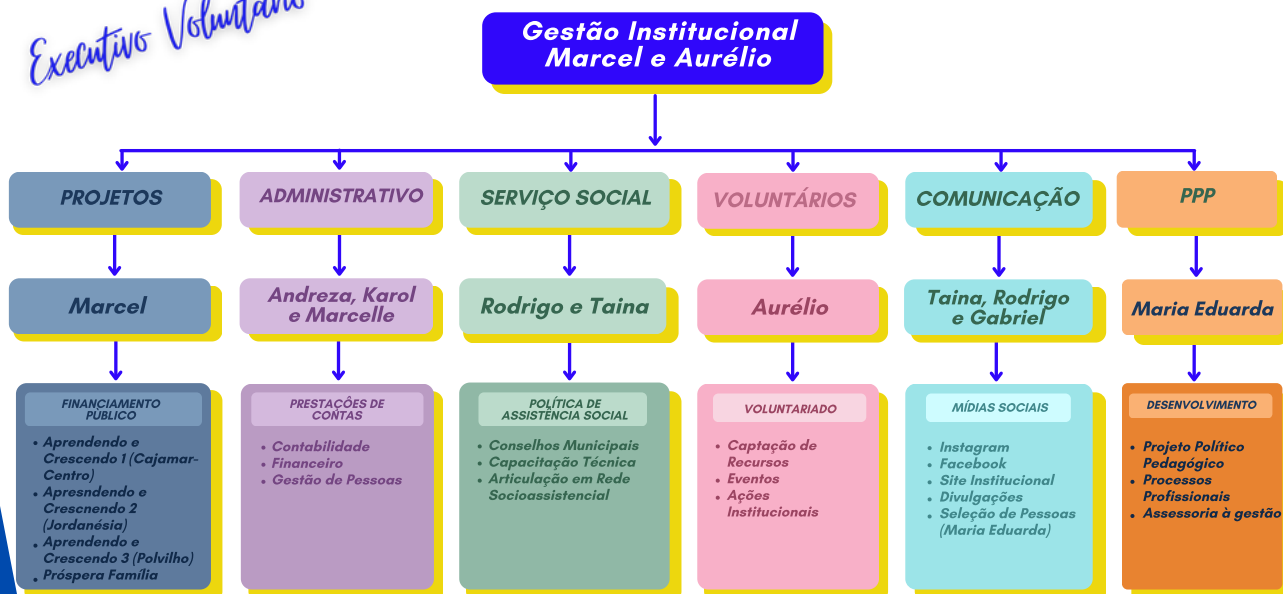 Executivo Voluntário
Gestão Institucional
Marcel e Aurélio
PROJETOS
ADMINISTRATIVO
SERVIÇO SOCIAL
VOLUNTÁRIOS
COMUNICAÇÃO
PPP
Marcel
Andreza, Karol
e Marcelle
Rodrigo e Taina
Aurélio
Taina, Rodrigo
e Gabriel
Maria Eduarda
FINANCIAMENTO
PÚBLICO
• Aprendendo e
Crescendo 1 (Cajamar-
Centro)
• Apresndendo e
Crescnendo 2
(Jordanésia)
• Aprendendo e
Crescendo 3 (Polvilho)
• Próspera Família
PRESTAÇÕES DE
CONTAS
• Contabilidade
• Financeiro
• Gestão de Pessoas
POLÍTICA DE
ASSISTÊNCIA SOCIAL
• Conselhos Municipais
• Capacitação Técnica
• Articulação em Rede
Socioassistencial
VOLUNTARIADO
• Captação de
Recursos
• Eventos
• Ações
Institucionais
MÍDIAS SOCIAIS
• Instagram
• Facebook
• Site Institucional
• Divulgações
• Seleção de Pessoas
(Maria Eduarda)
DESENVOLVIMENTO
• Projeto Político
Pedagógico
• Processos
Profissionais
• Assessoria à gestão